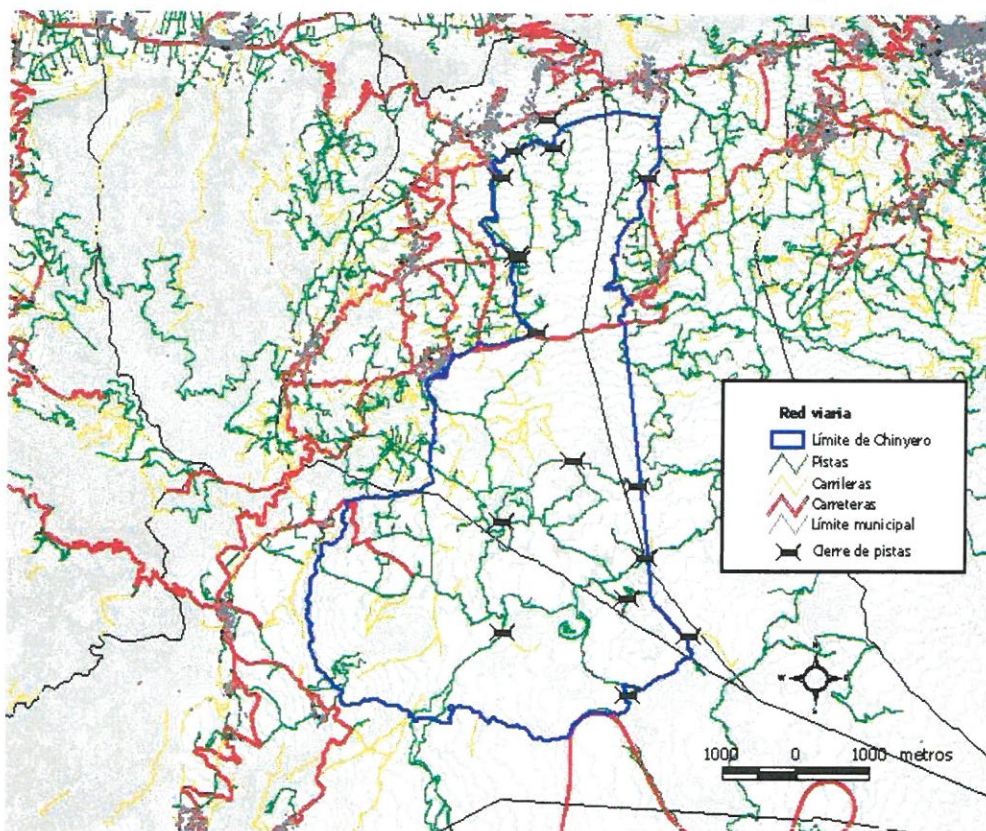 Red viaria
Límite de Chinyero
Pistas
Carrileras
Carreteras
Límite municipal
Cierre de pistas
N
W E
S
1000 0 1000 metros